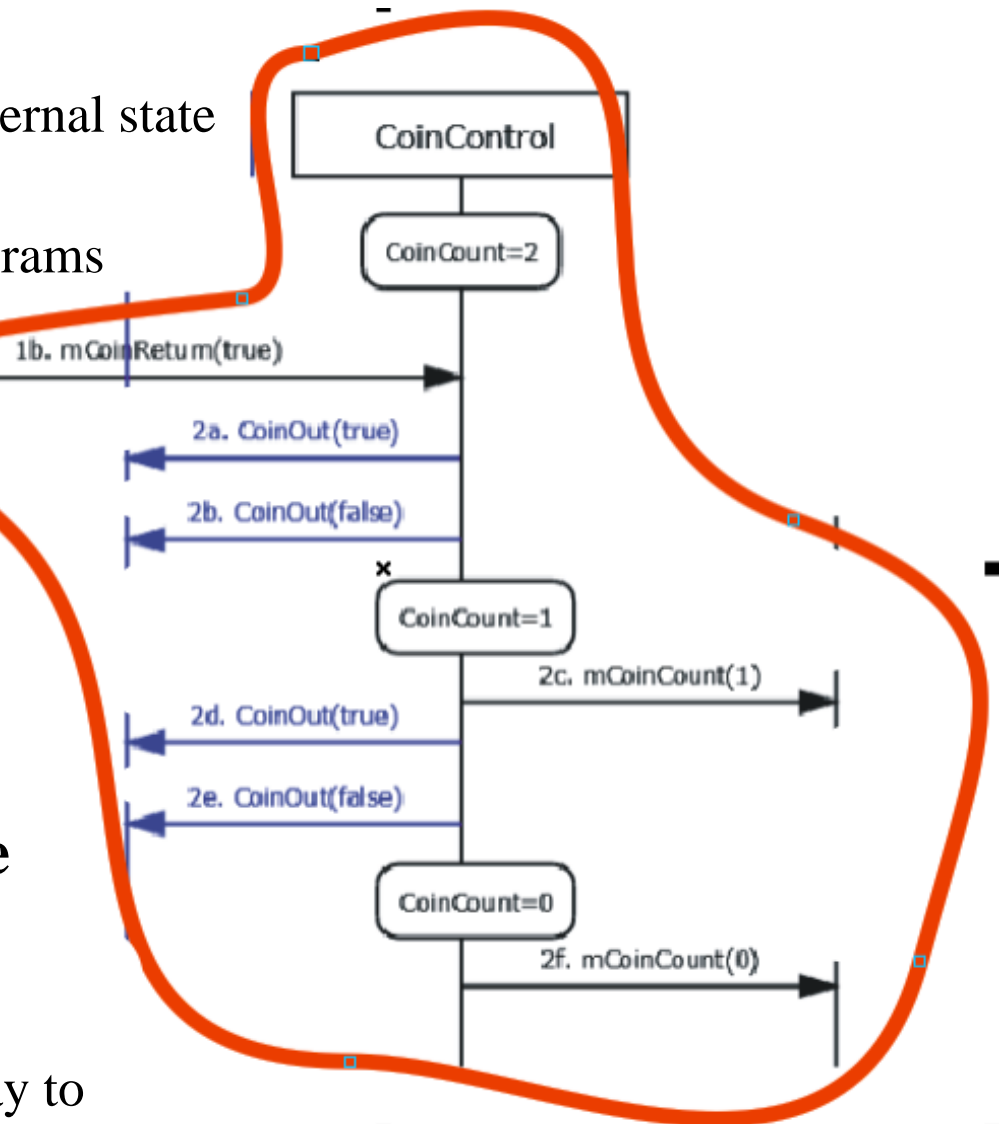 ernal state
CoinControl
CoinCount=2
rams
1b. mCoinReturn(true)
2a. CoinOut(true)
2b. CoinOut(false)
CoinCount=1
2c. mCoinCount(1)
2d. CoinOut(true)
2e. CoinOut(false)
e
CoinCount=0
2f. mCoinCount(0)
y to